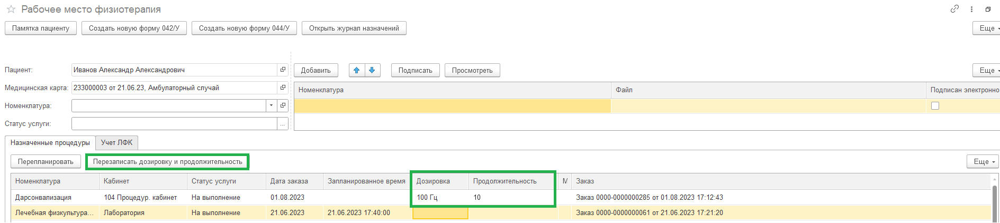 Рабочее место физиотерапия
Памятка пациенту Создать новую форму 042/У Создать новую форму 044/У Открыть журнал назначений Еще
Пациент: Иванов Александр Александрович Добавить Подписать Просмотреть Еще
Медицинская карта: 233000003 от 21.06.23, Амбулаторный случай Номенклатура Файл Подписан электронно
Номенклатура:
Статус услуги: ...
Назначенные процедуры Учет ЛФК
Перепланировать Перезаписать дозировку и продолжительность Еще
Номенклатура Кабинет Статус услуги Дата заказа Запланированное время Дозировка Продолжительность М Заказ
Дарсонвализация 104 Процедур. кабинет На выполнение 01.08.2023 100 Гц 10 Заказ 0000-0000000285 от 01.08.2023 17:12:43
Лечебная физкультура... Лаборатория На выполнение 21.06.2023 21.06.2023 17:40:00 Заказ 0000-0000000061 от 21.06.2023 17:21:20